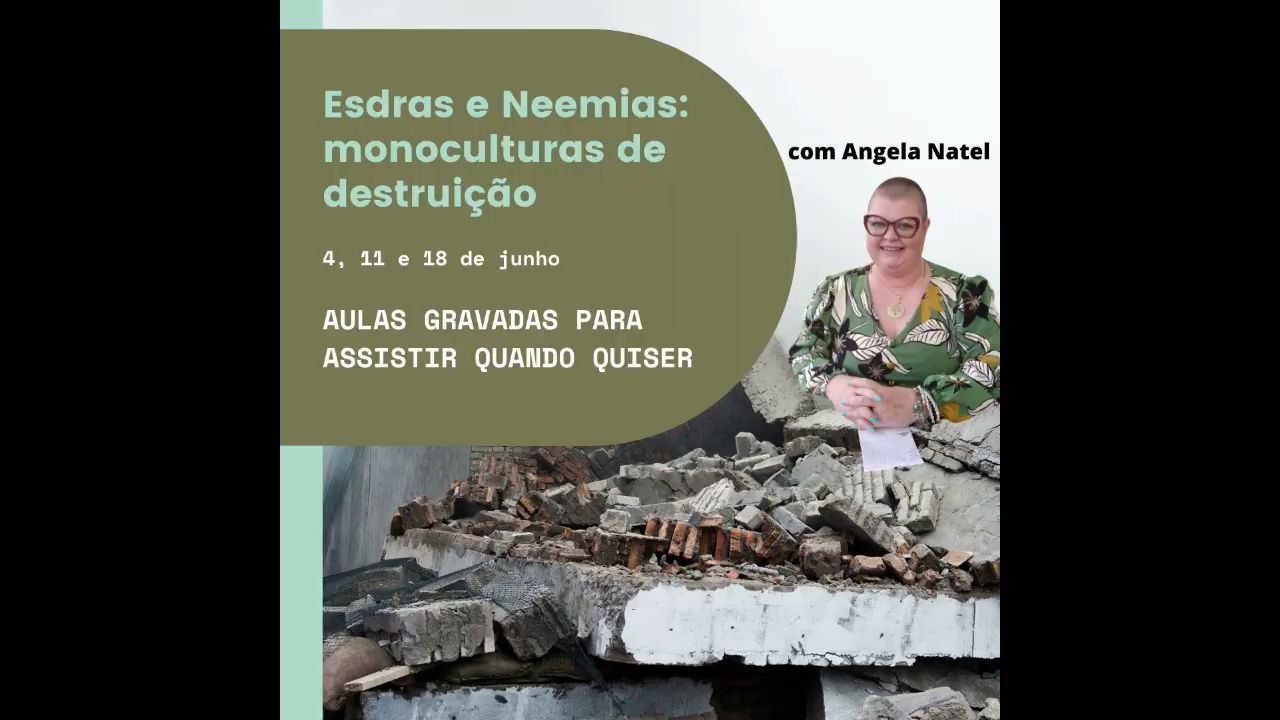 Esdras e Neemias:
monoculturas de
destruição
4, 11 e 18 de junho
AULAS GRAVADAS PARA
ASSISTIR QUANDO QUISER
com Angela Natel